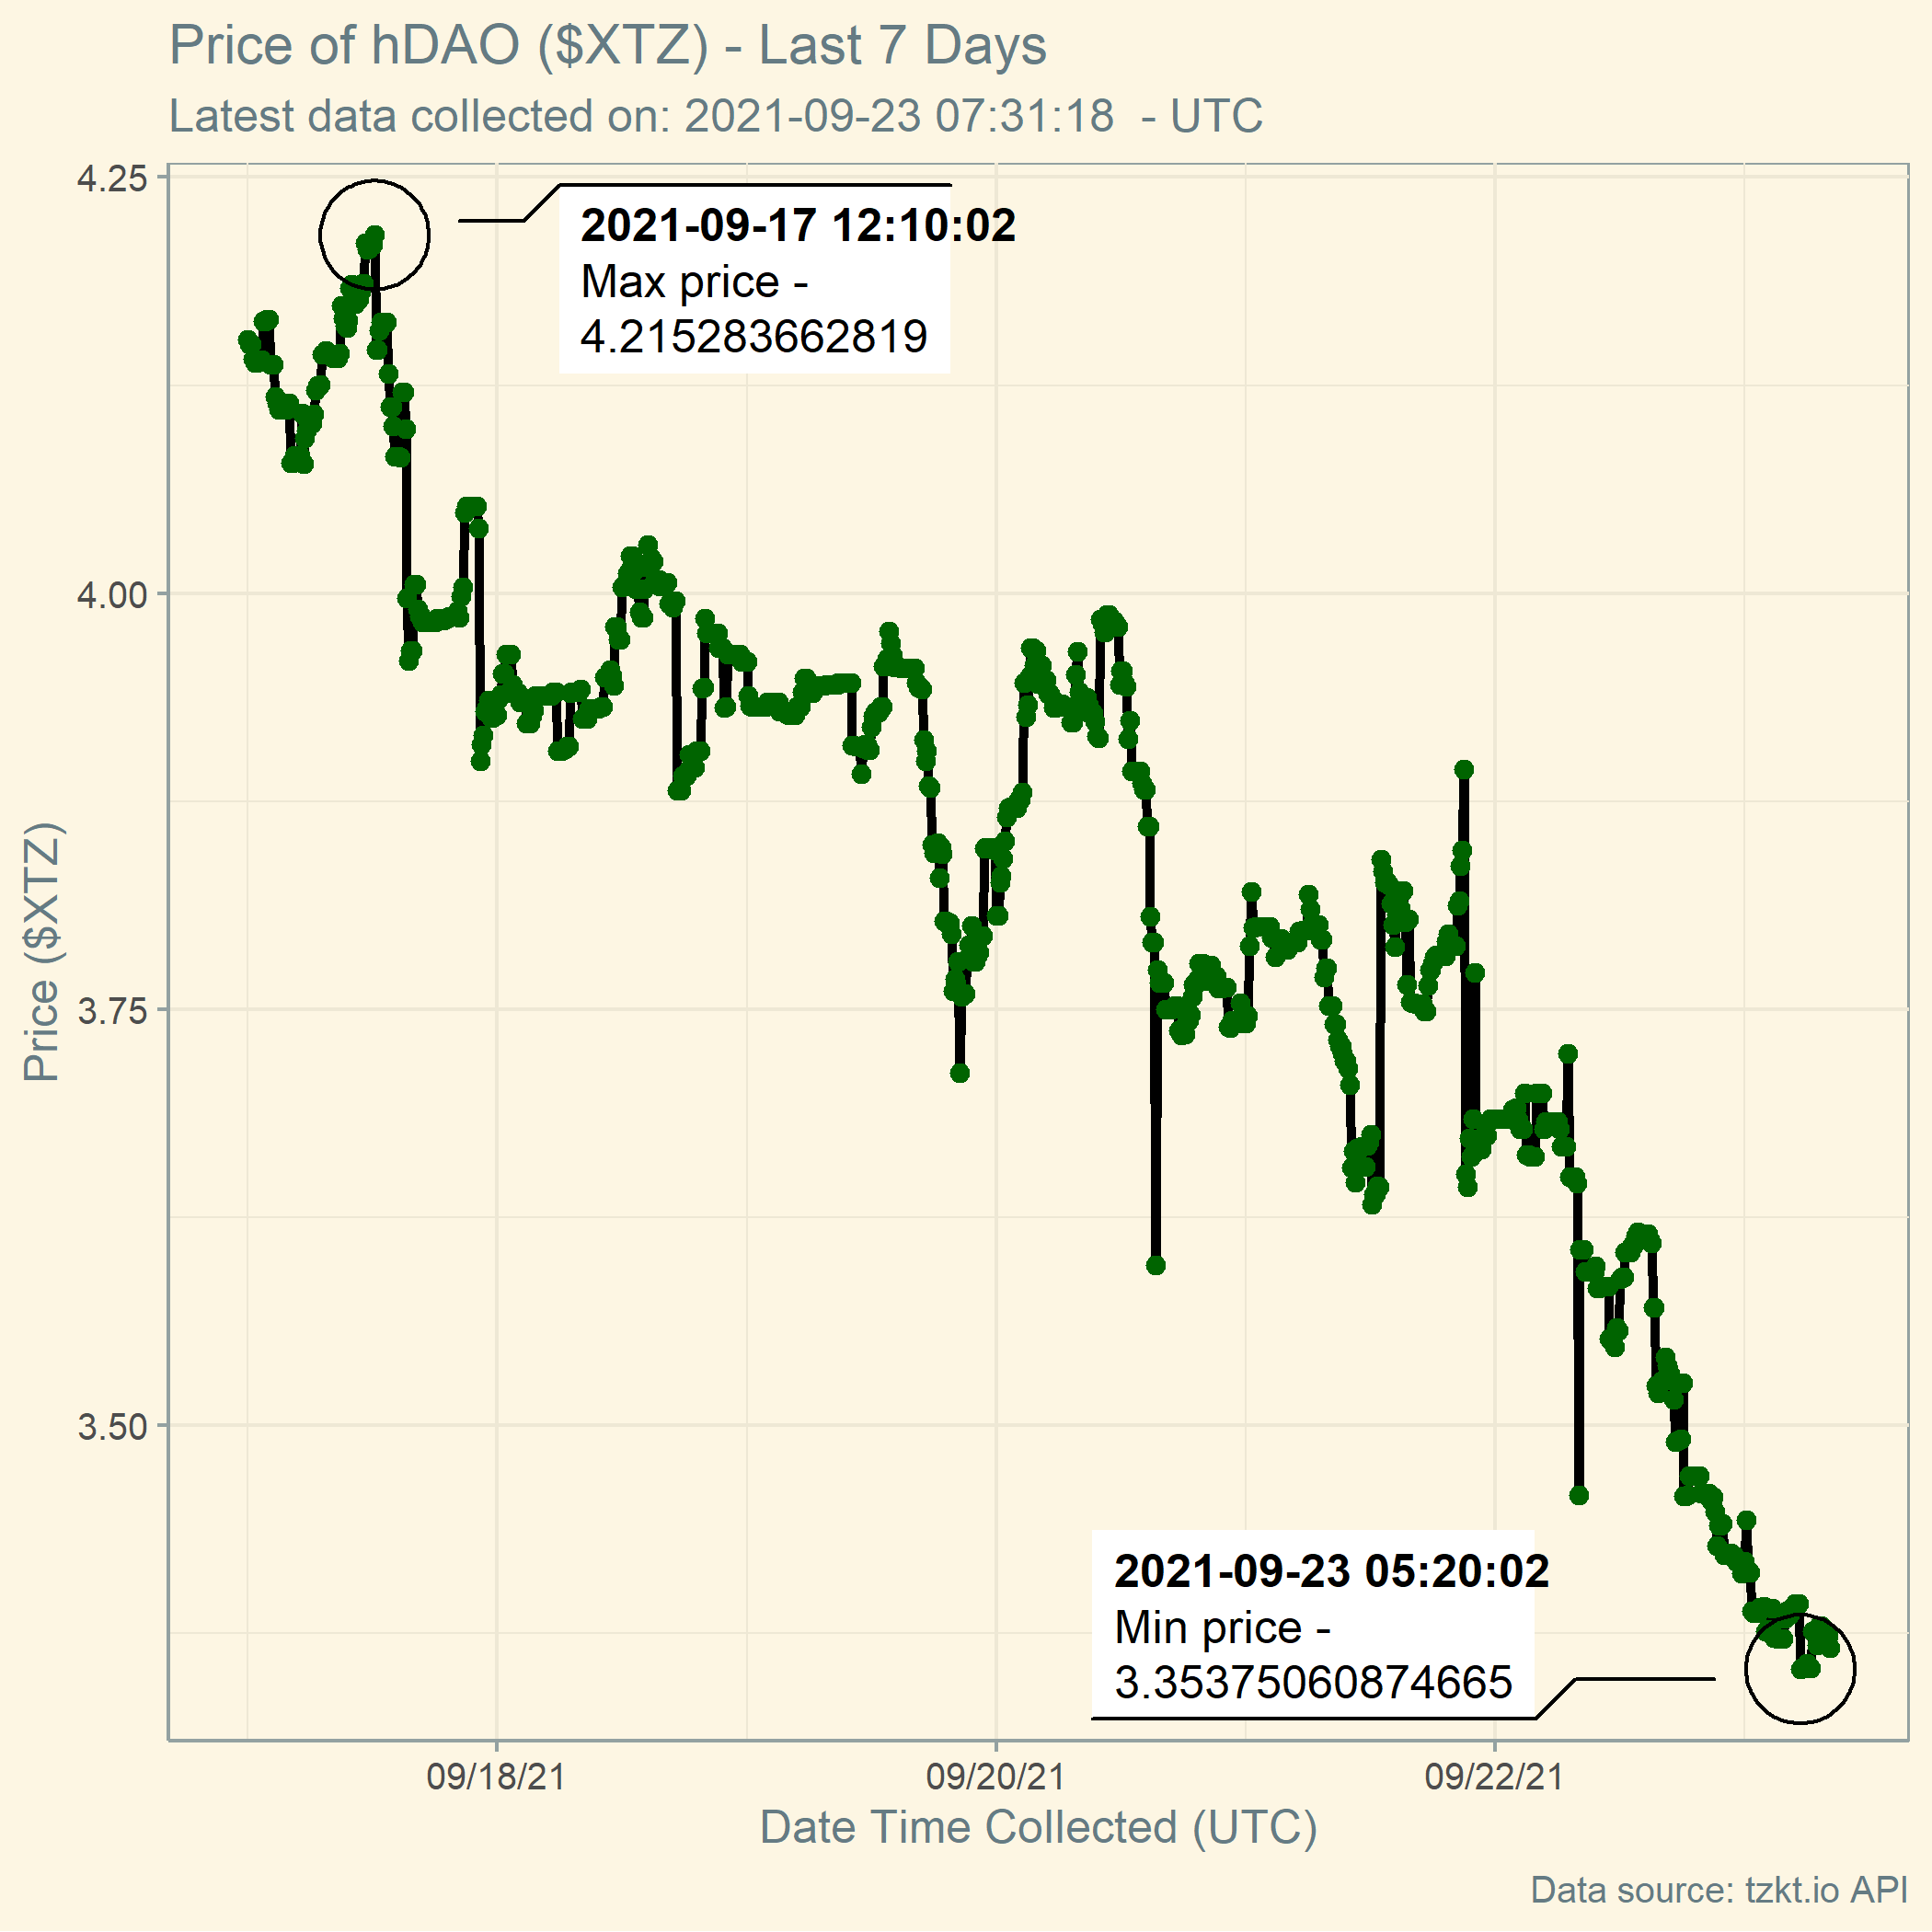 Price of hDAO ($XTZ) - Last 7 Days
Latest data collected on: 2021-09-23 07:31:18  - UTC
4.25
4.00
3.75
3.50
Price ($XTZ)
2021-09-17 12:10:02
Max price -
4.215283662819
2021-09-23 05:20:02
Min price -
3.35375060874665
09/18/21
09/20/21
09/22/21
Date Time Collected (UTC)
Data source: tzkt.io API